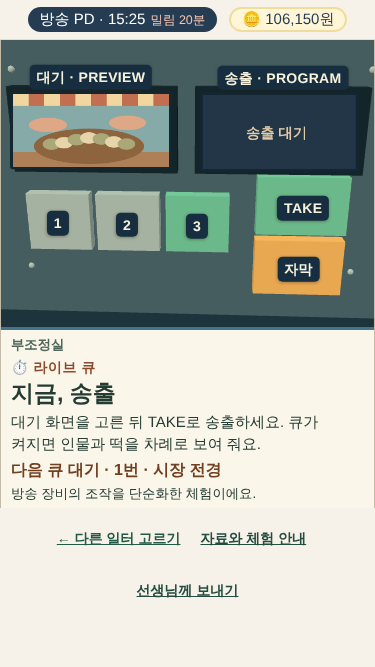 방송 PD · 15:25 밀림 20분
106,150원
대기 · PREVIEW
송출 · PROGRAM
송출 대기
1
2
3
TAKE
자막
부조정실
⏱️ 라이브 큐
지금, 송출
대기 화면을 고른 뒤 TAKE로 송출하세요. 큐가
켜지면 인물과 떡을 차례로 보여 줘요.
다음 큐 대기 · 1번 · 시장 전경
방송 장비의 조작을 단순화한 체험이에요.
← 다른 일터 고르기
자료와 체험 안내
선생님께 보내기